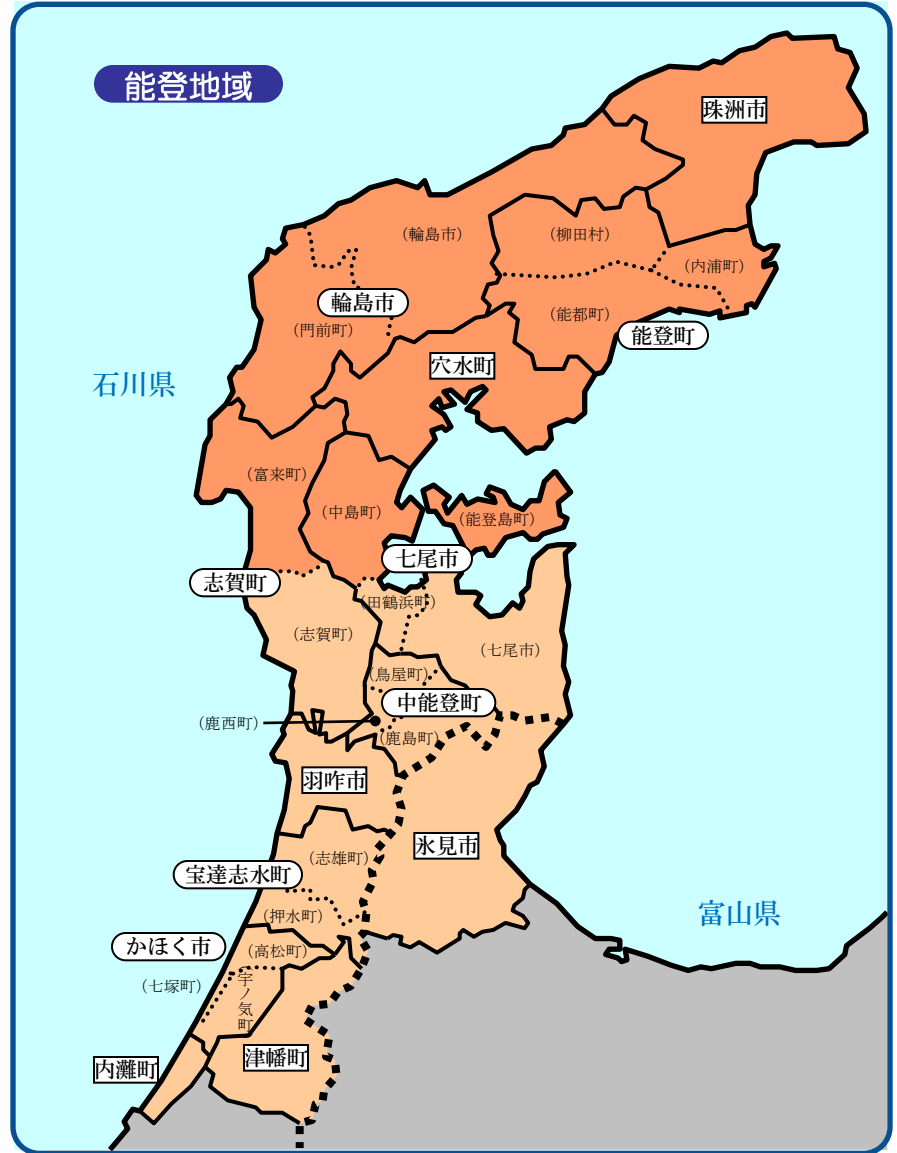 能登地域
珠洲市
（輪島市）
（柳田村）
（内浦町）
輪島市
（能都町）
（門前町）
能登町
穴水町
石川県
（富来町）
（中島町）
（能登島町）
七尾市
志賀町
（田鶴浜町）
（志賀町）
（七尾市）
（鳥屋町）
中能登町
（鹿西町）
（鹿島町）
羽咋市
氷見市
（志雄町）
宝達志水町
富山県
（押水町）
かほく市
（高松町）
（七塚町）
宇ノ気町
津幡町
内灘町